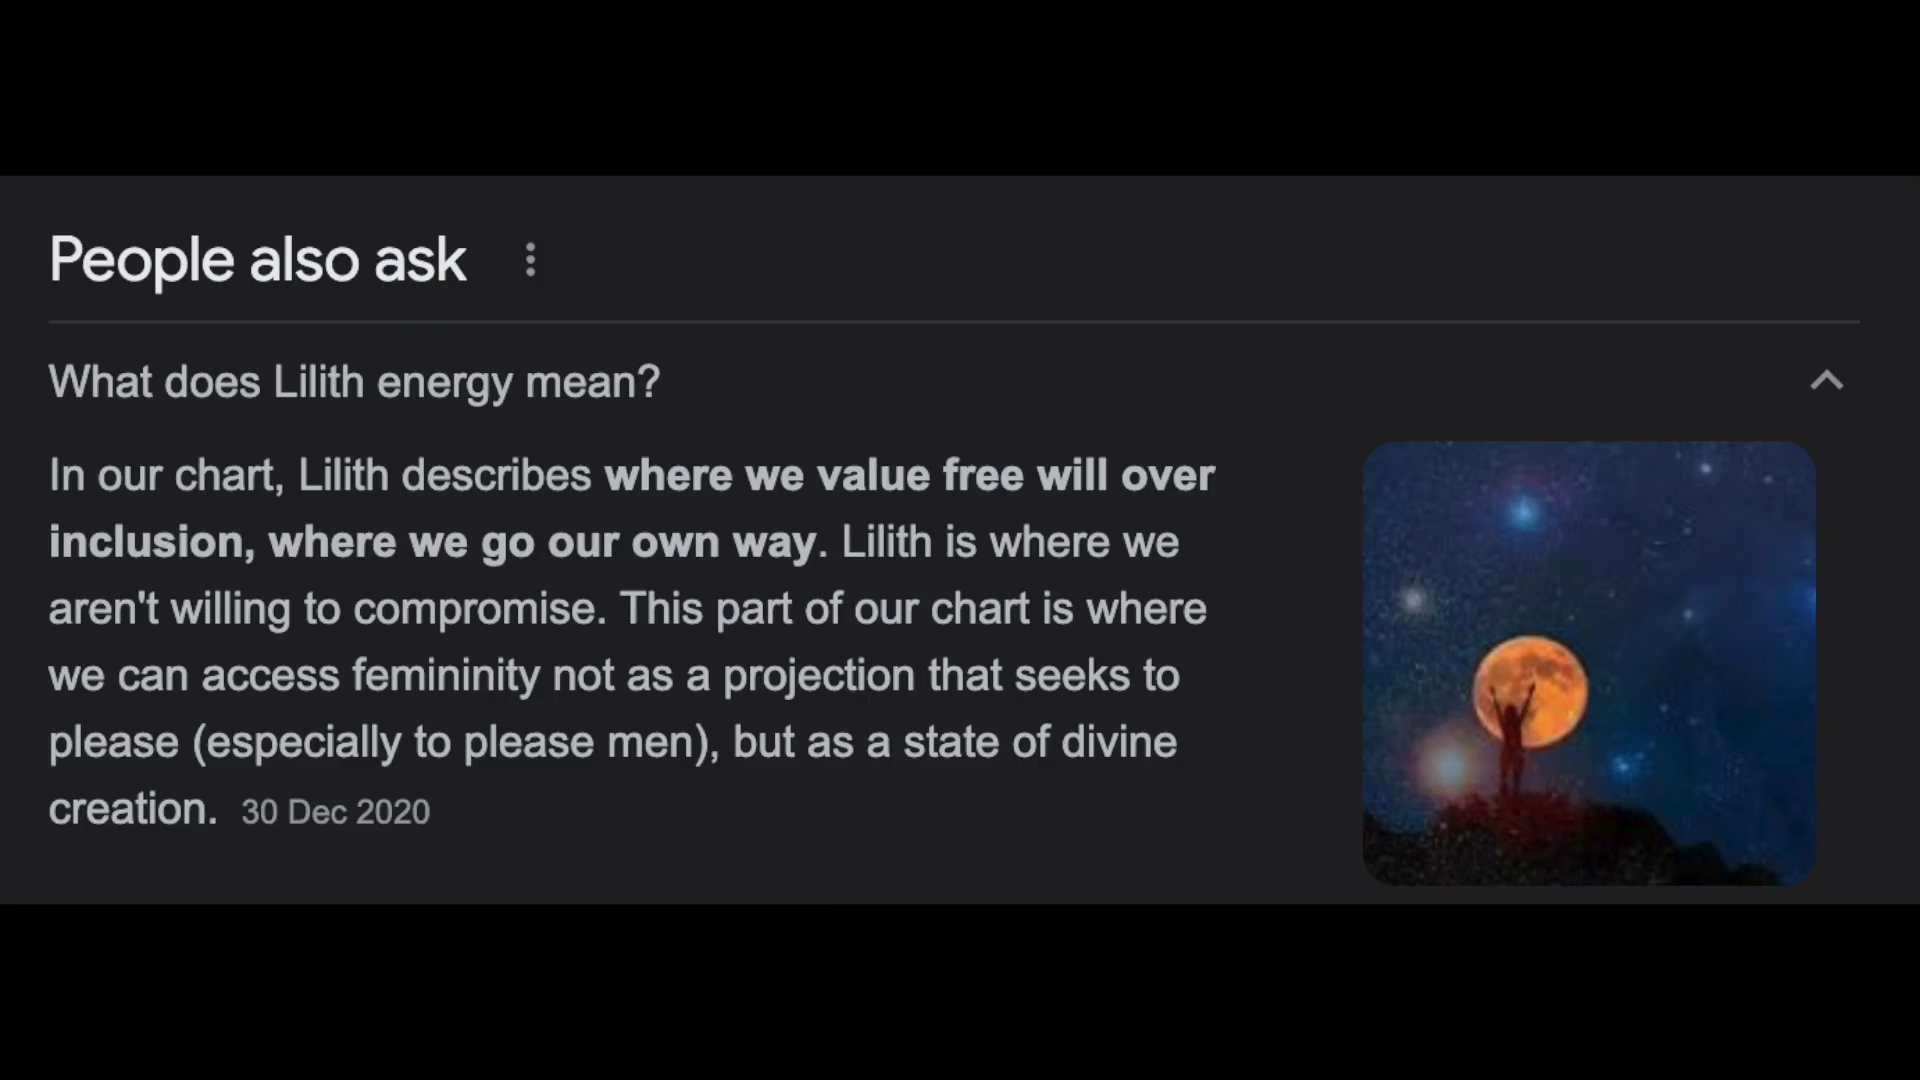 People also ask
What does Lilith energy mean?
In our chart, Lilith describes where we value free will over
inclusion, where we go our own way. Lilith is where we
aren't willing to compromise. This part of our chart is where
we can access femininity not as a projection that seeks to
please (especially to please men), but as a state of divine
creation. 30 Dec 2020